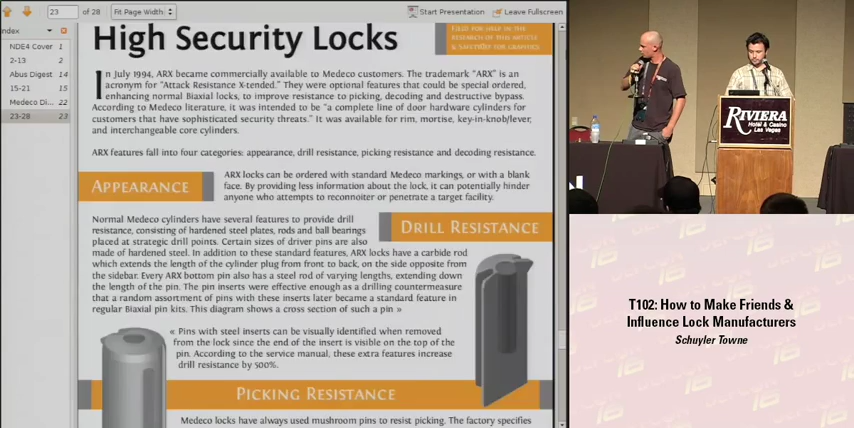 23
of 28
Fit Page Width
Start Presentation
Leave Fullscreen
Index
NDE4 Cover 1
2-13 2
Abus Digest 14
15-21 15
Medeco Di... 22
23-28 23
High Security Locks
RESEARCH OF THIS ARTICLE
In July 1994, ARX became commercially available to Medeco customers. The trademark "ARX" is an
acronym for "Attack Resistance X-tended." They were optional features that could be special ordered,
enhancing normal Biaxial locks, to improve resistance to picking, decoding and destructive bypass.
According to Medeco literature, it was intended to be "a complete line of door hardware cylinders for
customers that have sophisticated security threats." It was available for rim, mortise, key-in-knob/lever,
and interchangeable core cylinders.
ARX features fall into four categories: appearance, drill resistance, picking resistance and decoding resistance.
APPEARANCE
ARX locks can be ordered with standard Medeco markings, or with a blank
face. By providing less information about the lock, it can potentially hinder
anyone who attempts to reconnoiter or penetrate a target facility.
Normal Medeco cylinders have several features to provide drill
resistance, consisting of hardened steel plates, rods and ball bearings
placed at strategic drill points. Certain sizes of driver pins are also
made of hardened steel. In addition to these standard features, ARX locks have a carbide rod
which extends the length of the cylinder plug from front to back, on the side opposite from
the sidebar. Every ARX bottom pin also has a steel rod of varying lengths, extending down
the length of the pin. The pin inserts were effective enough as a drilling countermeasure
that a random assortment of pins with these inserts later became a standard feature in
regular Biaxial pin kits. This diagram shows a cross section of such a pin »
DRILL RESISTANCE
« Pins with steel inserts can be visually identified when removed
from the lock since the end of the insert is visible on the top of the
pin. According to the service manual, these extra features increase
drill resistance by 500%.
PICKING RESISTANCE
Medeco locks have always used mushroom pins to resist picking. The factory specifies
RIVIERA
Hotel & Casino
Las Vegas
T102: How to Make Friends &
Influence Lock Manufacturers
Schuyler Towne